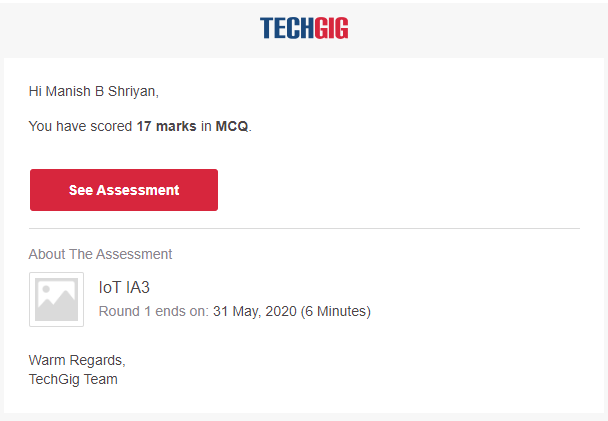 TECHGIG
Hi Manish B Shriyan,
You have scored 17 marks in MCQ.
See Assessment
About The Assessment
IoT IA3
Round 1 ends on: 31 May, 2020 (6 Minutes)
Warm Regards,
TechGig Team